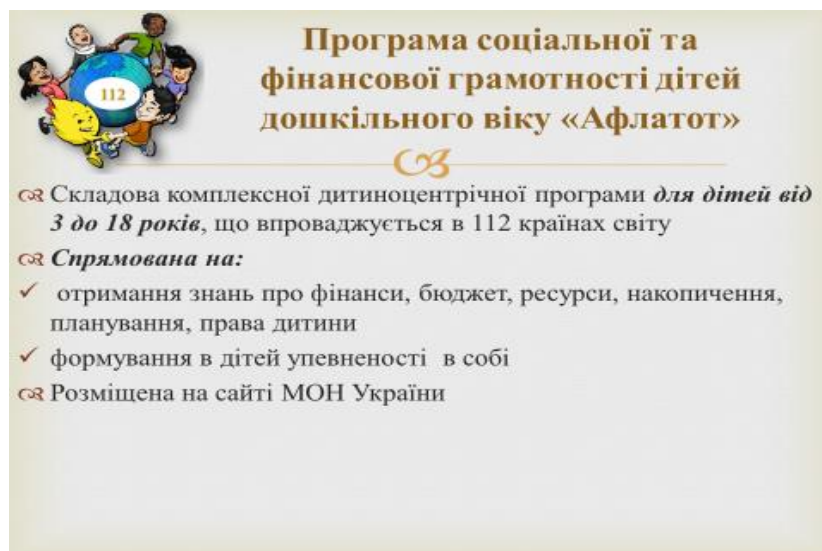 112
Програма соціальної та
фінансової грамотності дітей
дошкільного віку «Афлатот»
Складова комплексної дитиноцентрічної програми для дітей від
3 до 18 років, що впроваджується в 112 країнах світу
Спрямована на:
отримання знань про фінанси, бюджет, ресурси, накопичення,
планування, права дитини
формування в дітей упевненості в собі
Розміщена на сайті МОН України